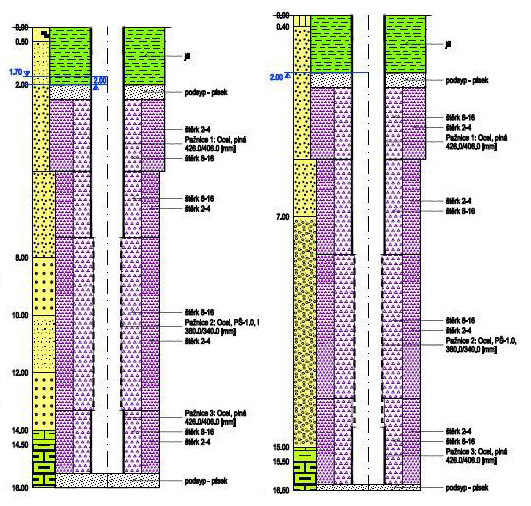 0.00
0.50
1.70
2.00
2.00
8.00
10.00
12.00
14.00
14.50
16.00
jíl
podsyp - písek
štěrk 2-4
Pažnice 1: Ocel, plná
426.0/406.0 [mm]
štěrk 8-16
štěrk 8-16
štěrk 2-4
štěrk 8-16
Pažnice 2: Ocel, PŠ-1.0,
360.0/340.0 [mm]
štěrk 2-4
Pažnice 3: Ocel, plná
426.0/406.0 [mm]
štěrk 8-16
štěrk 2-4
podsyp - písek
0.00
0.40
2.00
7.00
15.00
15.50
16.50
jíl
podsyp - písek
štěrk 8-16
štěrk 2-4
Pažnice 1: Ocel, plná
426.0/406.0 [mm]
štěrk 2-4
štěrk 8-16
štěrk 8-16
štěrk 2-4
Pažnice 2: Ocel, PŠ-1.0,
360.0/340.0 [mm]
štěrk 2-4
štěrk 8-16
Pažnice 3: Ocel, plná
426.0/406.0 [mm]
podsyp - písek